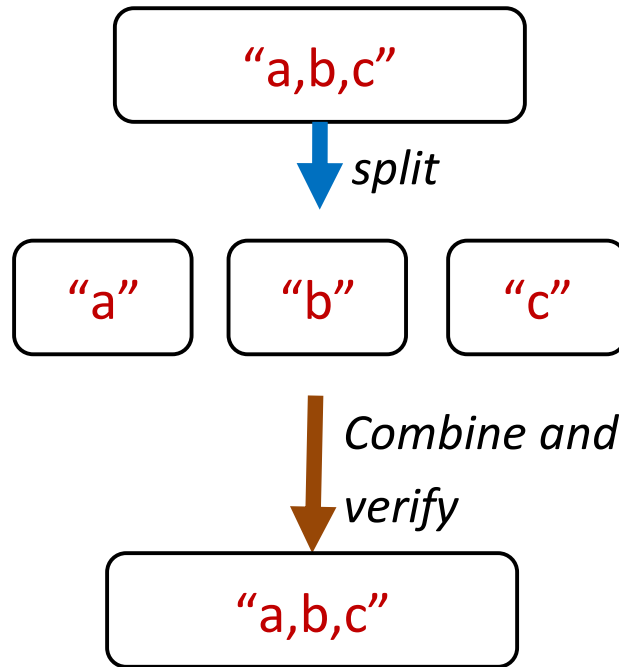 “a,b,c”
split
“a” “b” “c”
Combine and
verify
“a,b,c”